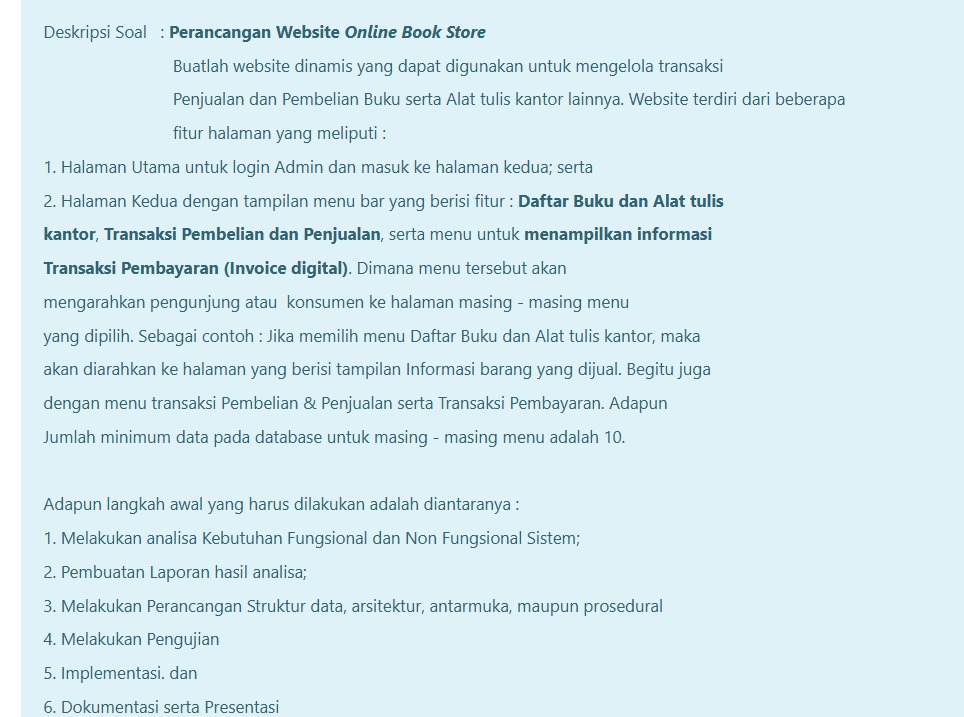 Deskripsi Soal : Perancangan Website Online Book Store
Buatlah website dinamis yang dapat digunakan untuk mengelola transaksi
Penjualan dan Pembelian Buku serta Alat tulis kantor lainnya. Website terdiri dari beberapa
fitur halaman yang meliputi :
1. Halaman Utama untuk login Admin dan masuk ke halaman kedua; serta
2. Halaman Kedua dengan tampilan menu bar yang berisi fitur : Daftar Buku dan Alat tulis
kantor, Transaksi Pembelian dan Penjualan, serta menu untuk menampilkan informasi
Transaksi Pembayaran (Invoice digital). Dimana menu tersebut akan
mengarahkan pengunjung atau konsumen ke halaman masing - masing menu
yang dipilih. Sebagai contoh : Jika memilih menu Daftar Buku dan Alat tulis kantor, maka
akan diarahkan ke halaman yang berisi tampilan Informasi barang yang dijual. Begitu juga
dengan menu transaksi Pembelian & Penjualan serta Transaksi Pembayaran. Adapun
Jumlah minimum data pada database untuk masing - masing menu adalah 10.
Adapun langkah awal yang harus dilakukan adalah diantaranya :
1. Melakukan analisa Kebutuhan Fungsional dan Non Fungsional Sistem;
2. Pembuatan Laporan hasil analisa;
3. Melakukan Perancangan Struktur data, arsitektur, antarmuka, maupun prosedural
4. Melakukan Pengujian
5. Implementasi. dan
6. Dokumentasi serta Presentasi